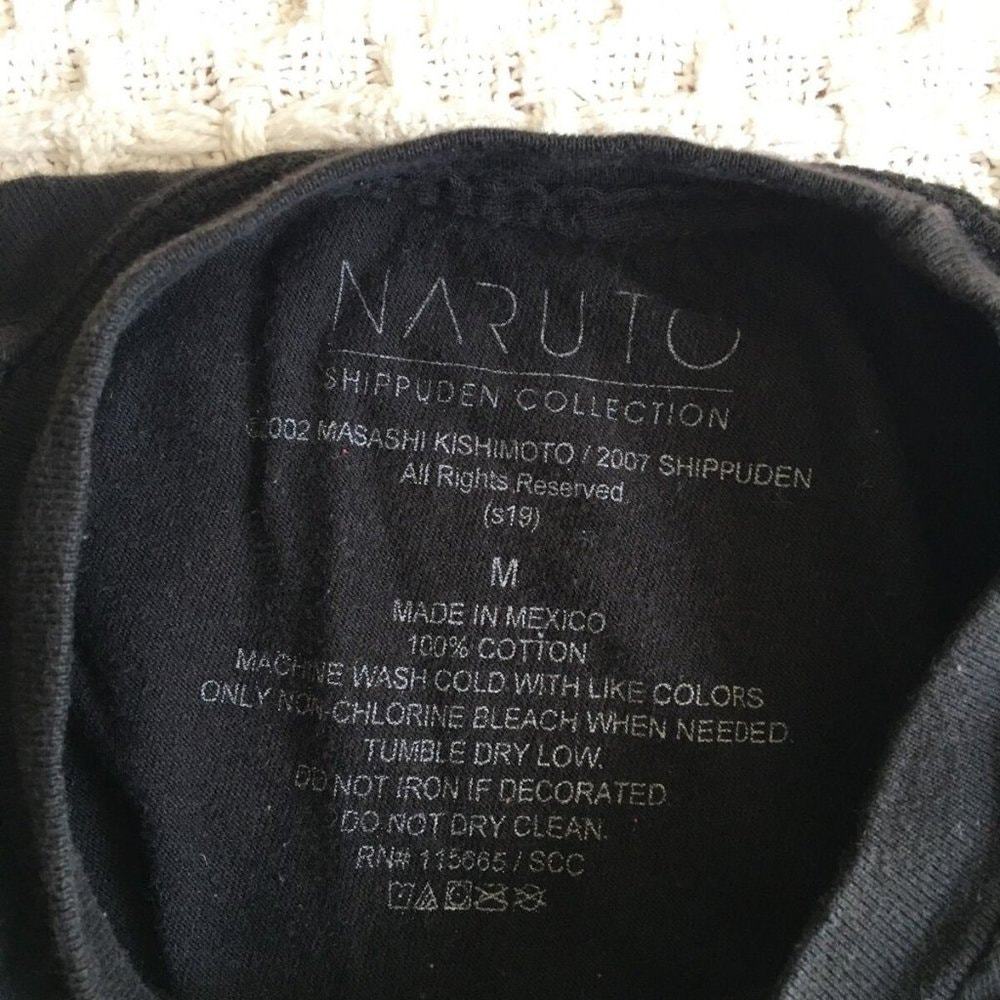 NARUTO
SHIPPUDEN COLLECTION
©2002 MASASHI KISHIMOTO / 2007 SHIPPUDEN
All Rights Reserved.
(s19)
M
MADE IN MEXICO
100% COTTON
MACHINE WASH COLD WITH LIKE COLORS
ONLY NON-CHLORINE BLEACH WHEN NEEDED.
TUMBLE DRY LOW.
DO NOT IRON IF DECORATED
DO NOT DRY CLEAN.
RN# 115665 / SCC